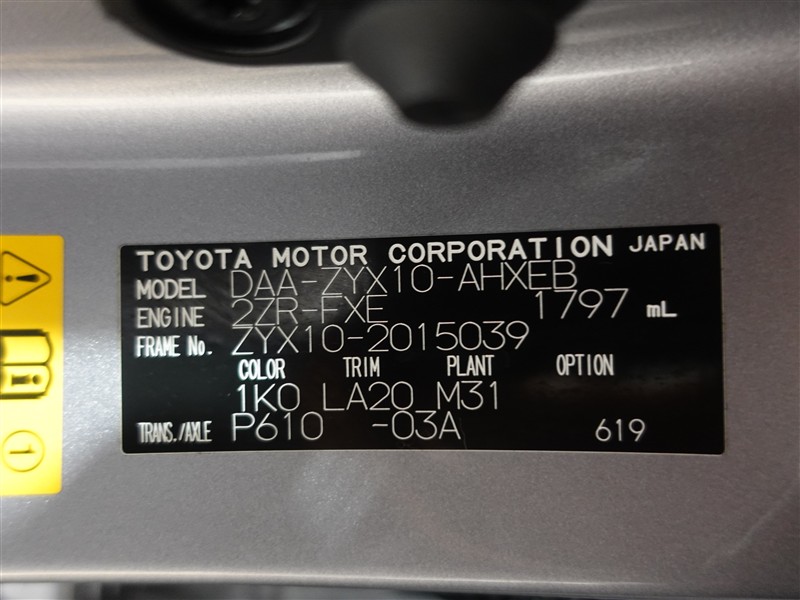 TOYOTA MOTOR CORPORATION JAPAN
MODEL DAA-ZYX10-AHXEB
ENGINE 2ZR-FXE 1797 mL
FRAME No. ZYX10-2015039
COLOR TRIM PLANT OPTION
1K0 LA20 M31
TRANS./AXLE P610 -03A 619
1